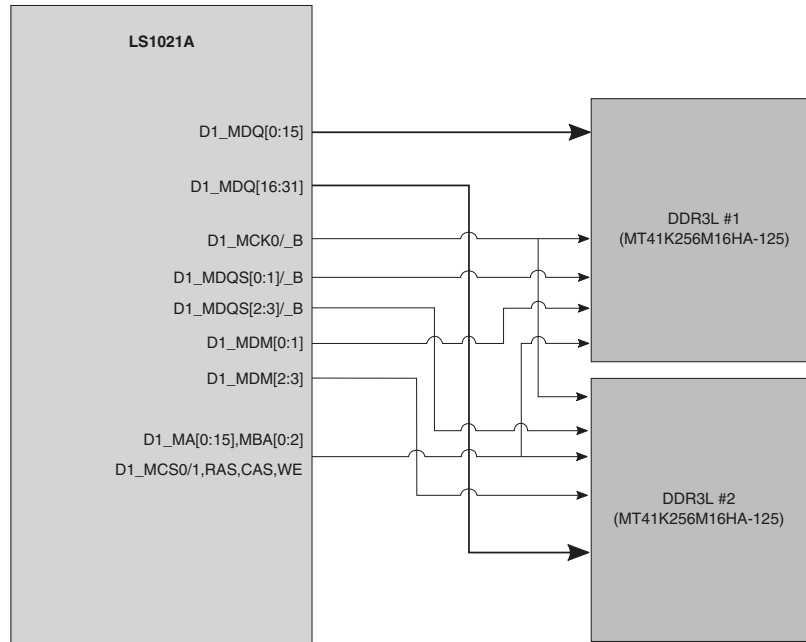 LS1021A
D1_MDQ[0:15]
D1_MDQ[16:31]
D1_MCK0/_B
D1_MDQS[0:1]/_B
D1_MDQS[2:3]/_B
D1_MDM[0:1]
D1_MDM[2:3]
D1_MA[0:15],MBA[0:2]
D1_MCS0/1,RAS,CAS,WE
DDR3L #1
(MT41K256M16HA-125)
DDR3L #2
(MT41K256M16HA-125)